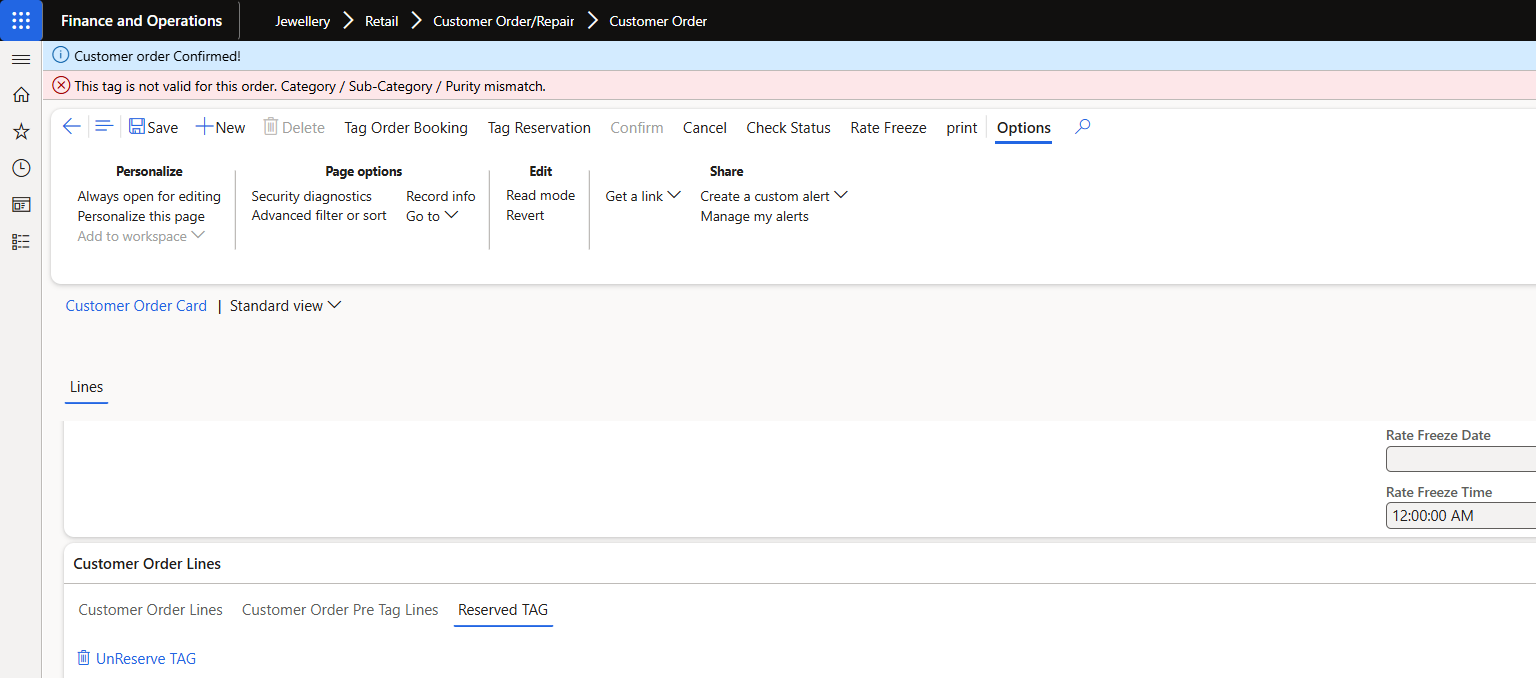 Finance and Operations Jewellery Retail Customer Order/Repair Customer Order
Customer order Confirmed!
This tag is not valid for this order. Category / Sub-Category / Purity mismatch.
Save New Delete Tag Order Booking Tag Reservation Confirm Cancel Check Status Rate Freeze print Options
Personalize
Always open for editing
Personalize this page
Add to workspace
Page options
Security diagnostics
Advanced filter or sort
Record info
Go to
Edit
Read mode
Revert
Share
Get a link
Create a custom alert
Manage my alerts
Customer Order Card | Standard view
Lines
Rate Freeze Date
Rate Freeze Time
12:00:00 AM
Customer Order Lines
Customer Order Lines Customer Order Pre Tag Lines Reserved TAG
UnReserve TAG